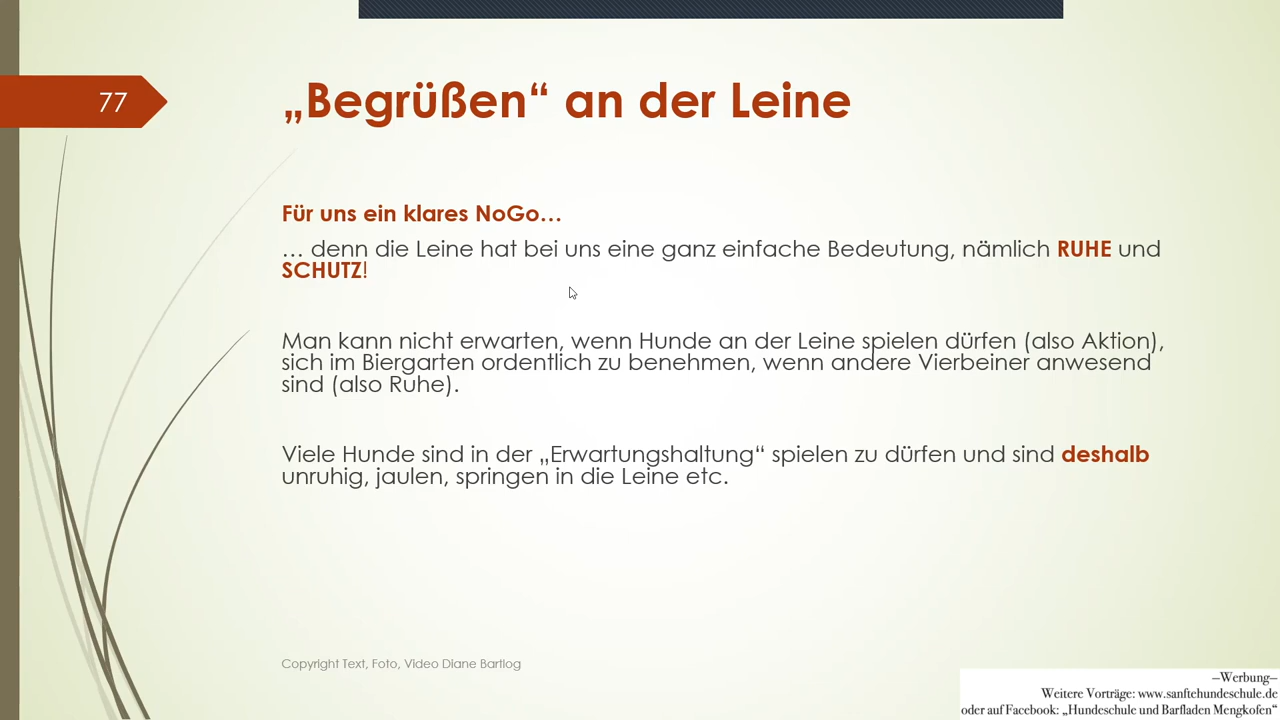 77
„Begrüßen“ an der Leine
Für uns ein klares NoGo…
… denn die Leine hat bei uns eine ganz einfache Bedeutung, nämlich RUHE und
SCHUTZ!
Man kann nicht erwarten, wenn Hunde an der Leine spielen dürfen (also Aktion),
sich im Biergarten ordentlich zu benehmen, wenn andere Vierbeiner anwesend
sind (also Ruhe).
Viele Hunde sind in der „Erwartungshaltung“ spielen zu dürfen und sind deshalb
unruhig, jaulen, springen in die Leine etc.
Copyright Text, Foto, Video Diane Bartlog
—Werbung—
Weitere Vorträge: www.sanftehundeschule.de
oder auf Facebook: „Hundeschule und Barfladen Mengkofen“